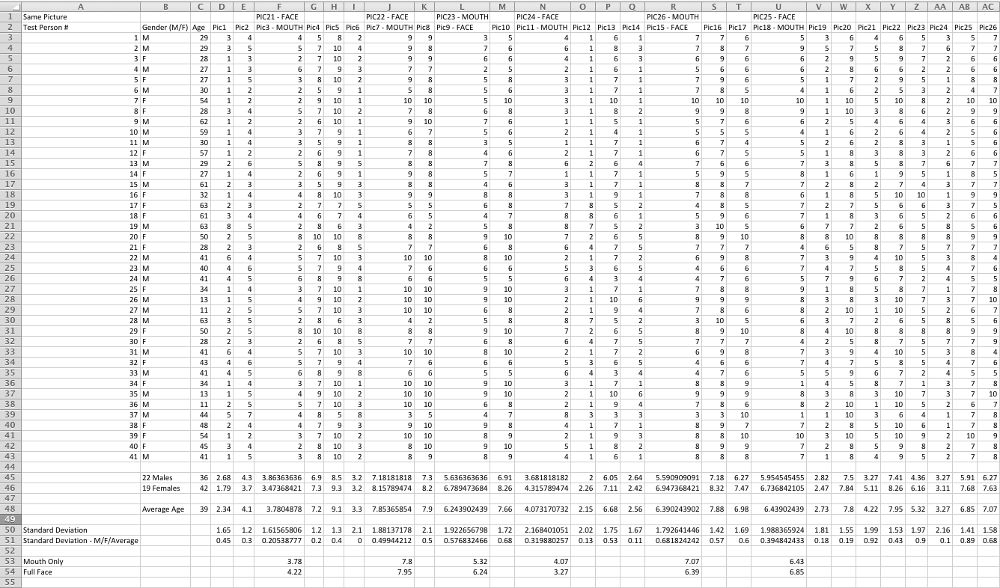 A B C D E F G H I J K L M N O P Q R S T U V W X Y Z AA AB AC
1 Same Picture PIC21 - FACE PIC22 - FACE PIC23 - MOUTH PIC24 - FACE PIC26 - MOUTH PIC25 - FACE
2 Test Person # Gender (M/F) Age Pic1 Pic2 Pic3 - MOUTH Pic4 Pic5 Pic6 Pic7 - MOUTH Pic8 Pic9 - FACE Pic10 Pic11 - MOUTH Pic12 Pic13 Pic14 Pic15 - FACE Pic16 Pic17 Pic18 - MOUTH Pic19 Pic20 Pic21 Pic22 Pic23 Pic24 Pic25 Pic26
3 1 M 29 3 4 4 5 8 2 9 9 3 5 4 1 6 1 7 7 6 5 3 6 4 7 5 3 5 7
4 2 M 29 3 5 5 7 10 4 9 8 7 6 6 1 8 3 7 8 7 9 5 9 5 8 7 6 7 9
5 3 F 28 1 3 2 7 10 2 9 9 6 6 4 1 6 3 6 9 6 6 2 9 5 9 7 2 6 6
6 4 M 27 1 3 6 7 9 3 7 7 2 5 2 1 6 1 5 6 6 6 2 8 6 2 2 6 6
7 5 F 27 1 5 3 8 10 2 9 8 5 8 3 1 7 1 7 9 6 5 1 7 2 9 5 1 8 8
8 6 M 30 1 2 2 5 9 1 5 8 5 6 3 1 7 1 7 8 5 4 1 6 2 5 3 2 4 7
9 7 F 54 1 2 2 9 10 1 10 10 5 10 3 1 10 1 10 10 10 10 1 10 5 10 8 2 10 10
10 8 F 28 3 4 5 7 10 2 7 8 6 8 3 1 8 2 9 9 8 9 1 10 3 8 6 2 9 9
11 9 M 62 1 2 2 6 10 1 9 10 7 6 1 1 5 1 5 7 6 6 2 5 4 6 4 3 6 6
12 10 M 59 1 4 3 7 9 1 6 7 5 6 2 1 4 1 5 5 5 4 1 6 2 6 4 2 5 6
13 11 M 30 1 4 3 5 9 1 8 8 3 5 1 1 7 1 6 7 4 5 2 6 2 8 3 1 5 6
14 12 F 57 1 2 2 6 9 1 7 8 4 6 2 1 7 1 6 7 5 5 1 8 3 8 3 2 6 6
15 13 M 29 2 6 5 8 9 5 8 8 7 8 6 2 6 4 7 6 6 7 3 8 5 8 7 6 7 7
16 14 F 27 1 4 2 6 9 1 9 8 5 7 1 1 7 1 5 9 5 8 1 6 1 9 5 1 8 5
17 15 M 61 2 3 3 5 9 3 8 8 4 6 3 1 7 1 8 8 7 7 2 8 2 7 4 3 7 7
18 16 F 32 1 4 4 8 10 3 9 9 6 8 3 1 9 1 7 8 8 6 1 8 5 10 10 1 9 9
19 17 F 63 2 3 2 7 7 5 5 5 6 8 7 8 5 2 4 8 5 7 2 7 5 6 6 3 7 5
20 18 F 61 3 4 4 6 7 4 6 5 4 7 8 8 6 1 5 9 6 7 1 8 3 6 5 2 6 5
21 19 M 63 8 5 2 8 6 3 4 2 5 8 8 7 5 2 3 10 5 6 7 7 2 6 5 8 5 6
22 20 F 50 2 5 8 10 10 8 8 8 9 10 7 2 6 5 8 9 10 8 8 10 8 8 8 8 9 9
23 21 F 28 2 3 2 6 8 5 7 7 6 8 6 4 7 5 7 7 7 4 6 5 8 7 5 5 7 7
24 22 M 41 6 4 5 7 10 3 10 10 8 10 2 1 7 2 6 9 8 7 3 9 4 10 5 3 8 4
25 23 M 40 4 6 5 7 9 4 7 6 6 6 5 3 6 5 4 6 6 7 4 7 5 8 5 4 7 5
26 24 M 41 4 5 6 8 9 8 6 6 5 5 6 4 3 4 4 7 6 5 5 9 6 7 2 4 5 5
27 25 F 34 1 4 3 7 10 1 10 10 9 10 3 1 7 1 7 8 8 9 1 8 5 8 7 1 7 8
28 26 M 13 1 5 4 9 10 2 10 10 9 10 2 1 10 6 9 9 9 8 3 8 3 10 7 3 7 10
29 27 M 11 2 5 5 7 10 3 10 10 6 8 2 1 9 4 7 8 6 8 2 10 1 5 5 2 6 7
30 28 M 63 3 5 2 8 6 3 4 2 5 8 8 7 5 2 3 10 5 6 3 7 2 6 5 8 5 6
31 29 F 50 2 5 8 10 10 8 8 8 9 10 7 2 6 5 8 9 10 8 4 10 8 8 8 8 9 9
32 30 F 28 2 3 2 6 8 5 7 7 6 8 6 4 7 5 7 7 7 4 2 5 8 7 5 5 7 9
33 31 M 41 6 4 5 7 10 3 10 10 8 10 2 1 7 2 6 9 8 7 3 9 4 10 5 3 8 4
34 32 F 43 4 6 5 7 9 4 7 6 6 6 5 3 6 5 4 6 6 7 4 7 5 8 5 4 7 5
35 33 M 41 4 5 6 8 9 8 6 6 5 5 6 4 3 4 4 7 6 5 5 9 6 7 2 4 5 5
36 34 F 34 1 4 3 7 10 1 10 10 9 10 3 1 7 1 8 8 9 1 4 5 8 7 1 7 8
37 35 M 13 1 5 4 9 10 2 10 10 9 10 2 1 10 6 9 9 9 8 3 8 3 10 7 3 7 10
38 36 M 11 2 5 5 7 10 3 10 10 6 8 2 1 9 4 7 8 6 8 2 10 1 10 5 2 6 7
39 37 M 44 5 7 4 8 5 8 3 5 4 7 8 3 3 3 3 3 10 1 1 10 3 6 4 1 7 8
40 38 F 48 2 4 4 7 9 3 9 10 8 9 4 1 7 1 8 9 7 7 2 8 5 8 6 1 7 8
41 39 F 54 1 2 3 7 10 2 10 10 8 9 2 1 9 3 8 8 10 10 3 10 5 10 9 2 10 9
42 40 F 45 3 4 2 8 10 3 8 10 9 9 5 1 8 2 8 9 9 7 2 8 5 9 7 2 8 8
43 41 M 41 1 5 3 8 10 2 8 9 8 9 4 1 6 1 8 8 8 7 1 8 4 9 5 2 7 8
44
45 22 Males 36 2.68 4.3 3.86363636 6.9 8.5 3.2 7.18181818 7.3 5.636363636 6.91 3.681818182 2 6.05 2.64 5.590909091 7.18 6.27 5.954545455 2.82 7.5 3.27 7.41 4.36 3.27 5.91 6.27
46 19 Females 42 1.79 3.7 3.47368421 7.3 9.3 3.2 8.15789474 8.2 6.789473684 8.26 4.315789474 2.26 7.11 2.42 6.947368421 8.32 7.47 6.736842105 2.47 7.84 5.11 8.26 6.16 3.11 7.68 7.63
47
48 Average Age 39 2.34 4.1 3.7804878 7.2 9.1 3.3 7.85365854 7.9 6.243902439 7.66 4.073170732 2.15 6.68 2.56 6.390243902 7.88 6.98 6.43902439 2.73 7.8 4.22 7.95 5.32 3.32 6.85 7.07
49
50 Standard Deviation 1.65 1.2 1.61565806 1.2 1.3 2.1 1.88137178 2.1 1.922656798 1.72 2.168401051 2.02 1.75 1.67 1.792641446 1.42 1.69 1.988365924 1.81 1.55 1.99 1.53 1.97 2.16 1.41 1.58
51 Standard Deviation - M/F/Average 0.45 0.3 0.20538777 0.2 0.4 0 0.49944212 0.5 0.576832466 0.68 0.319880257 0.13 0.53 0.11 0.681824242 0.57 0.6 0.394842433 0.18 0.19 0.92 0.43 0.9 0.1 0.89 0.68
52
53 Mouth Only 3.78 7.8 5.32 4.07 7.07 6.43
54 Full Face 4.22 7.95 6.24 3.27 6.39 6.85
55